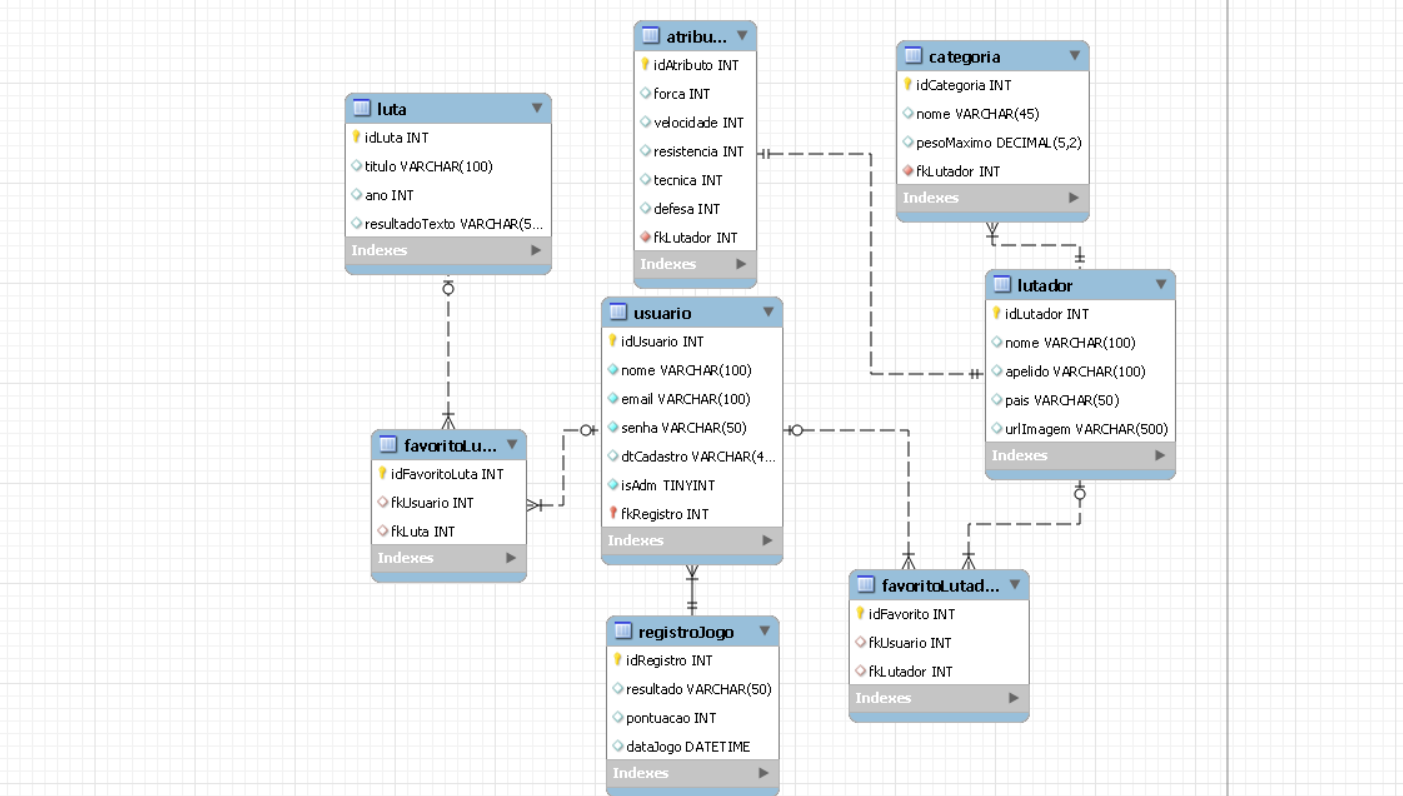 atribu...
idAtributo INT
forca INT
velocidade INT
resistencia INT
tecnica INT
defesa INT
fkLutador INT
Indexes
categoria
idCategoria INT
nome VARCHAR(45)
pesoMaximo DECIMAL(5,2)
fkLutador INT
Indexes
luta
idLuta INT
titulo VARCHAR(100)
ano INT
resultadoTexto VARCHAR(5...
Indexes
lutador
idLutador INT
nome VARCHAR(100)
apelido VARCHAR(100)
pais VARCHAR(50)
urlImagem VARCHAR(500)
Indexes
usuario
idUsuario INT
nome VARCHAR(100)
email VARCHAR(100)
senha VARCHAR(50)
dtCadastro VARCHAR(4...
isAdm TINYINT
fkRegistro INT
Indexes
favoritoLu...
idFavoritoLuta INT
fkUsuario INT
fkLuta INT
Indexes
favoritoLutad...
idFavorito INT
fkUsuario INT
fkLutador INT
Indexes
registroJogo
idRegistro INT
resultado VARCHAR(50)
pontuacao INT
dataJogo DATETIME
Indexes